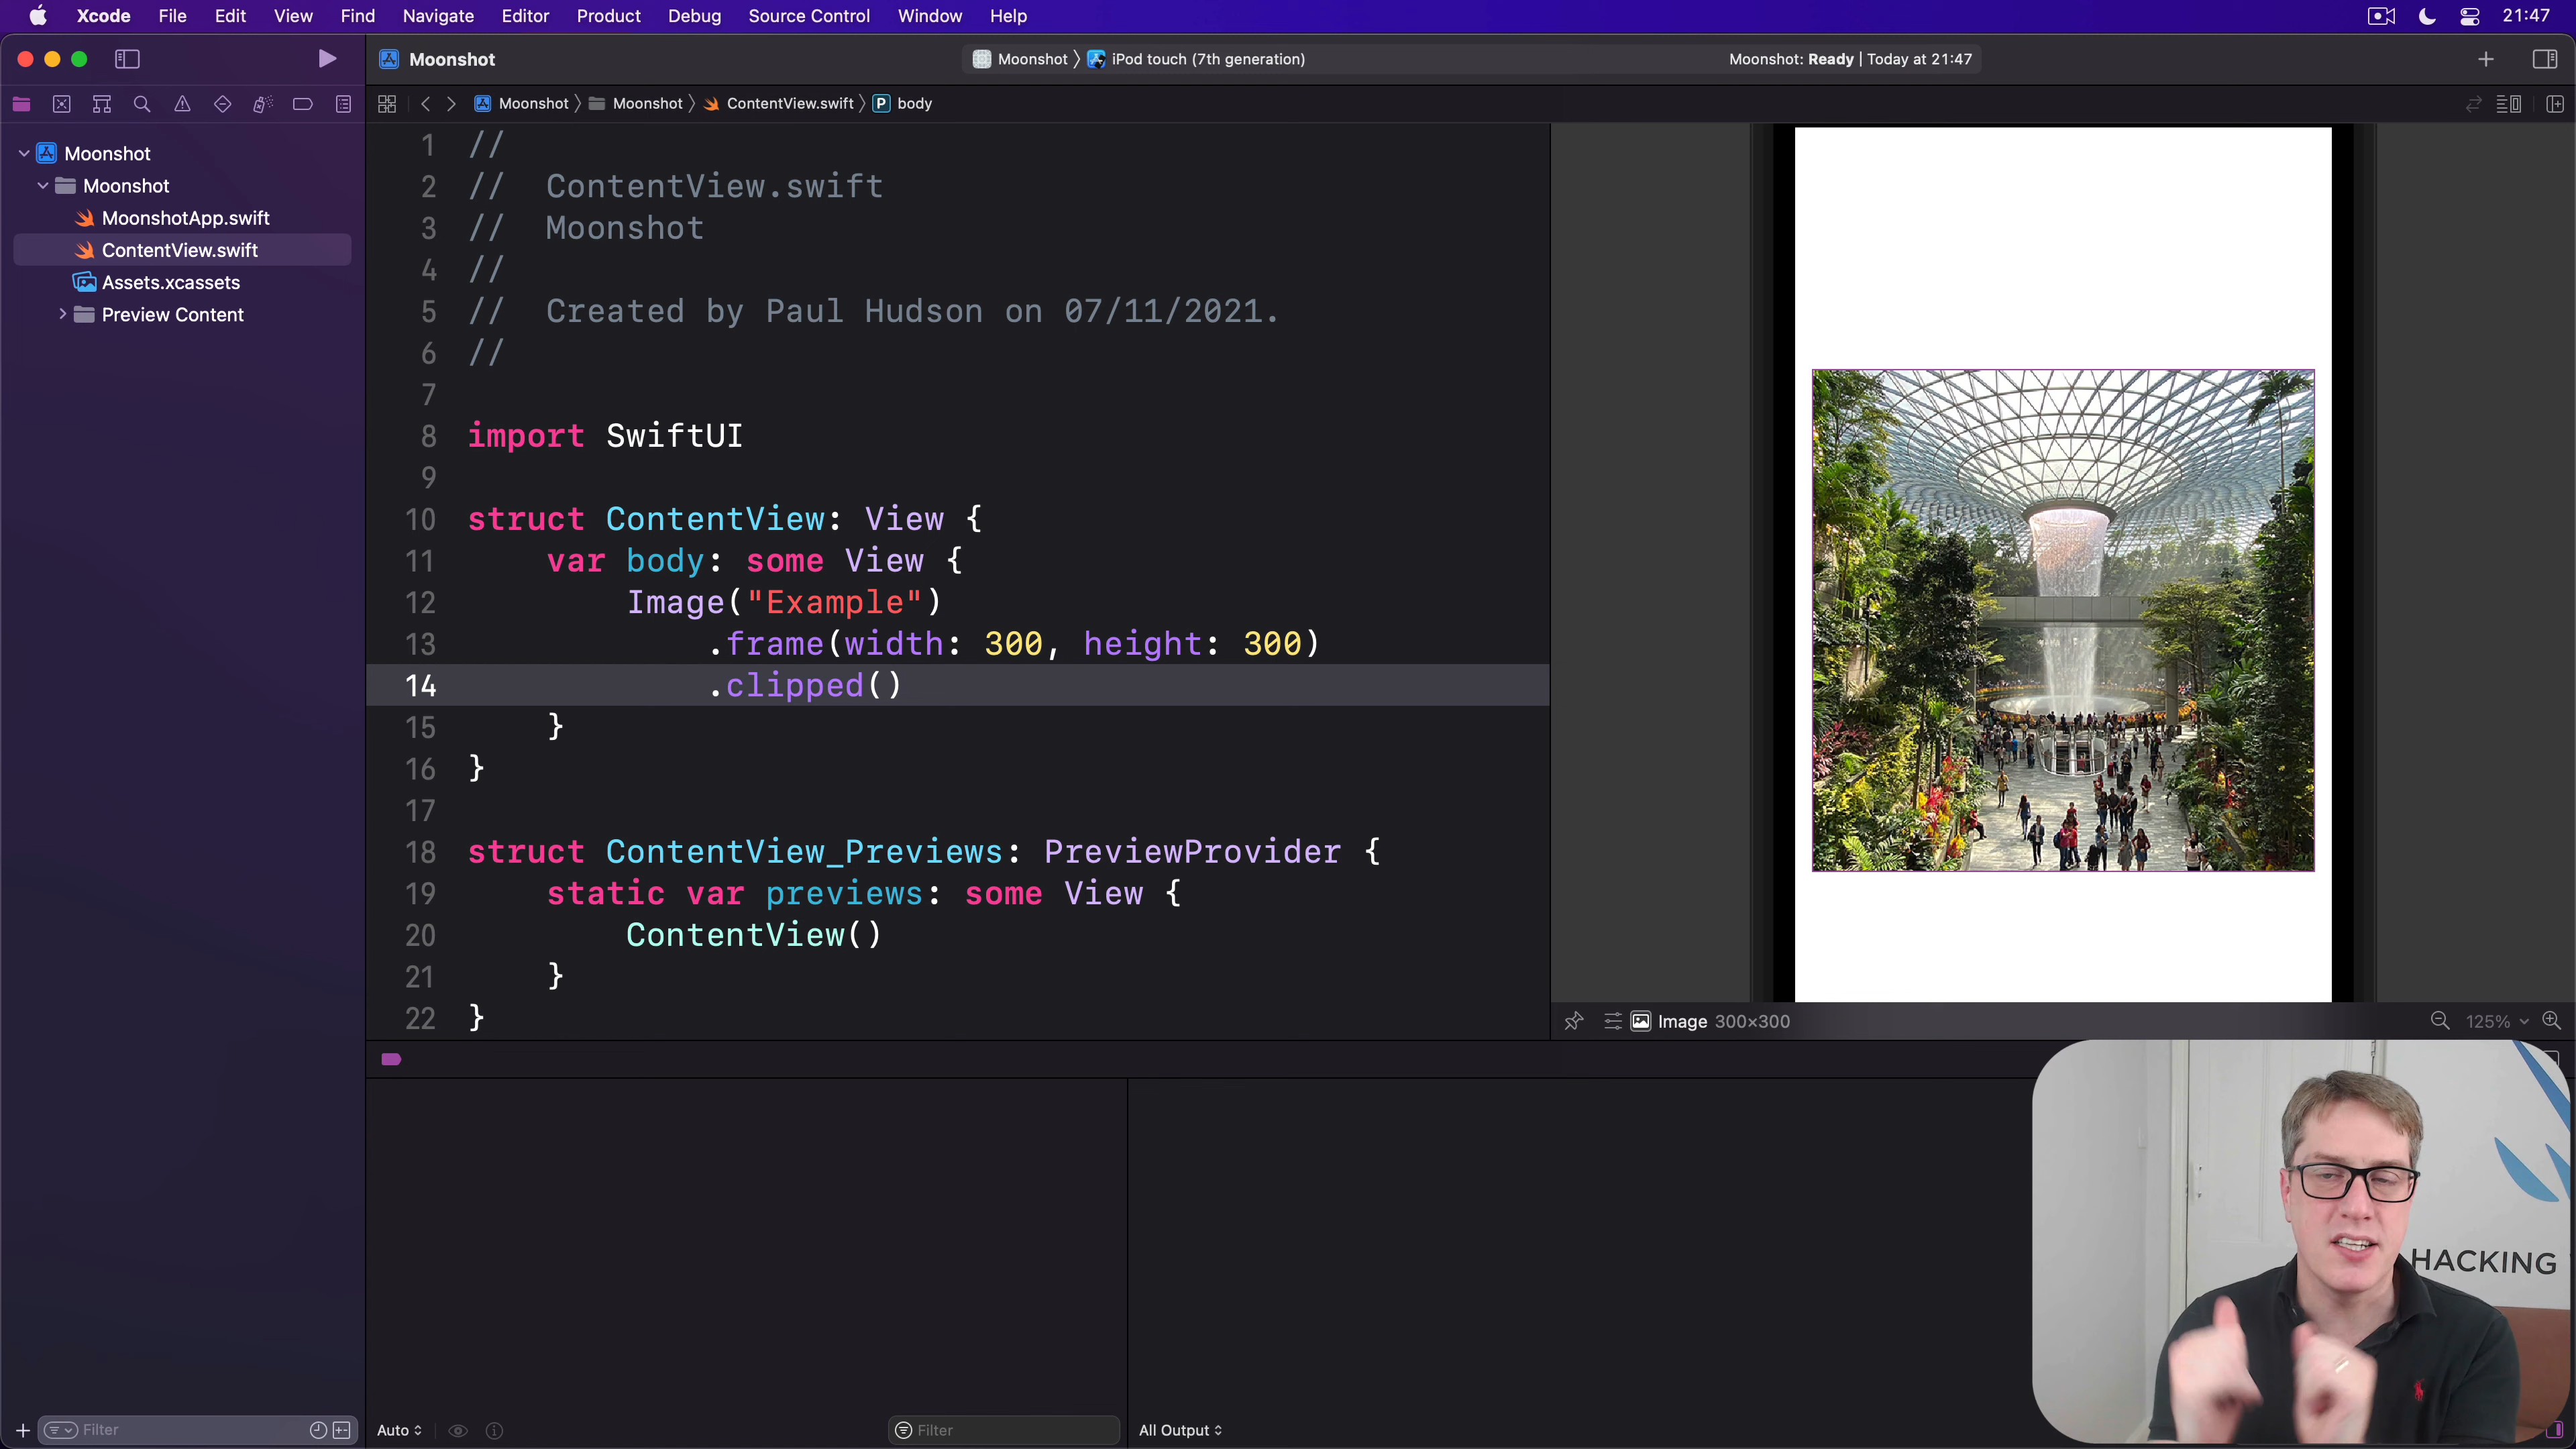 Xcode File Edit View Find Navigate Editor Product Debug Source Control Window Help 21:47
Moonshot Moonshot iPod touch (7th generation) Moonshot: Ready | Today at 21:47
Moonshot Moonshot ContentView.swift P body
Moonshot
Moonshot
MoonshotApp.swift
ContentView.swift
Assets.xcassets
Preview Content
1 //
2 // ContentView.swift
3 // Moonshot
4 //
5 // Created by Paul Hudson on 07/11/2021.
6 //
7
8 import SwiftUI
9
10 struct ContentView: View {
11 var body: some View {
12 Image("Example")
13 .frame(width: 300, height: 300)
14 .clipped()
15 }
16 }
17
18 struct ContentView_Previews: PreviewProvider {
19 static var previews: some View {
20 ContentView()
21 }
22 }
Image 300×300 125%
HACKING
Filter Auto Filter All Output